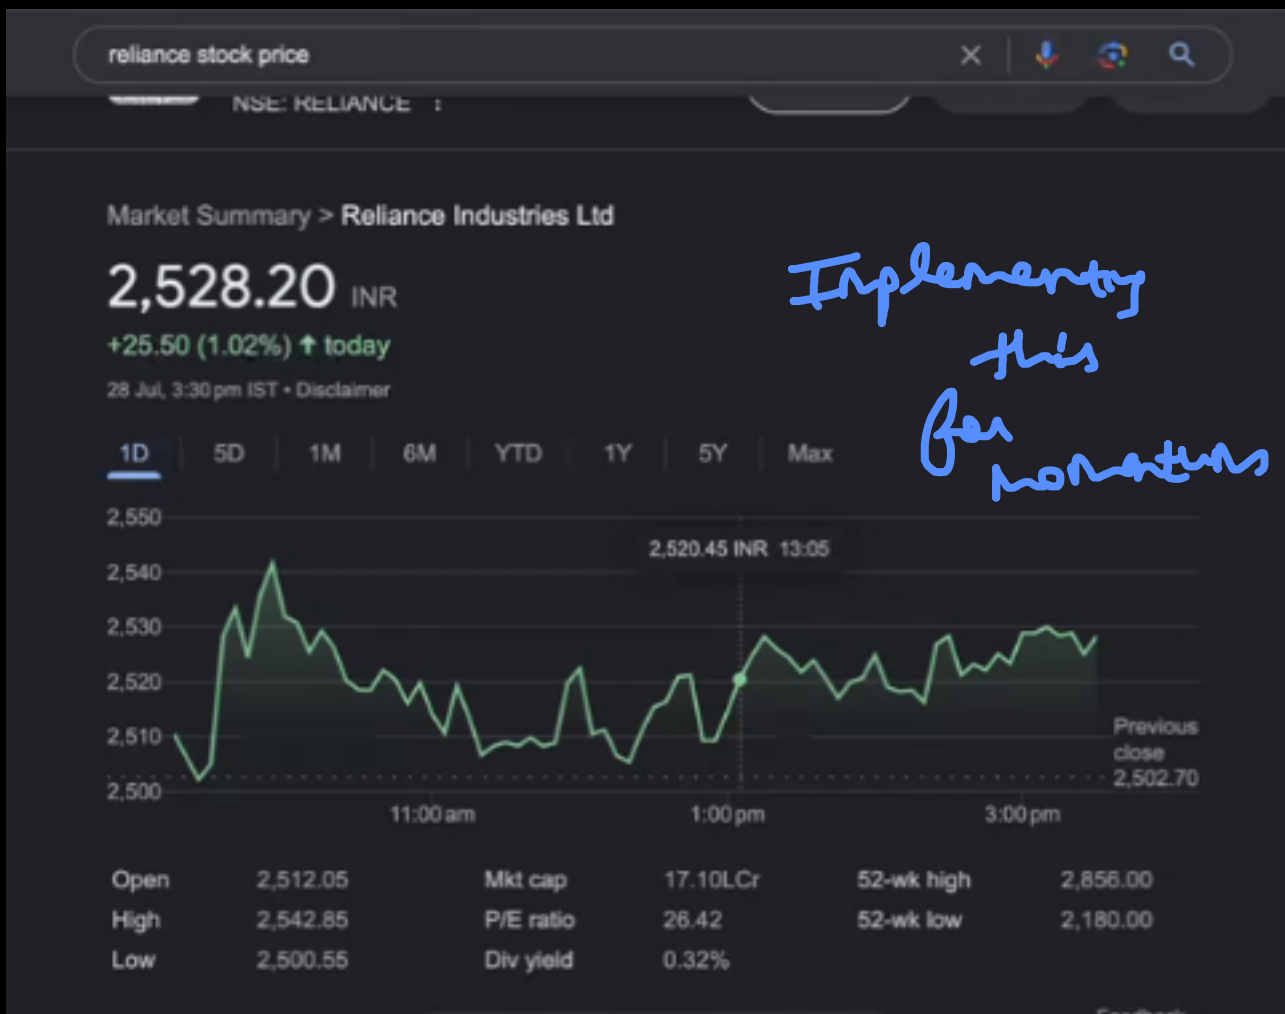 reliance stock price
NSE: RELIANCE
Market Summary > Reliance Industries Ltd
2,528.20 INR
+25.50 (1.02%) ↑ today
28 Jul, 3:30 pm IST • Disclaimer
Implementing
this
for
momentums
1D 5D 1M 6M YTD 1Y 5Y Max
2,550
2,520.45 INR 13:05
2,540
2,530
2,520
2,510
Previous
close
2,502.70
2,500
11:00 am 1:00 pm 3:00 pm
Open 2,512.05 Mkt cap 17.10LCr 52-wk high 2,856.00
High 2,542.85 P/E ratio 26.42 52-wk low 2,180.00
Low 2,500.55 Div yield 0.32%